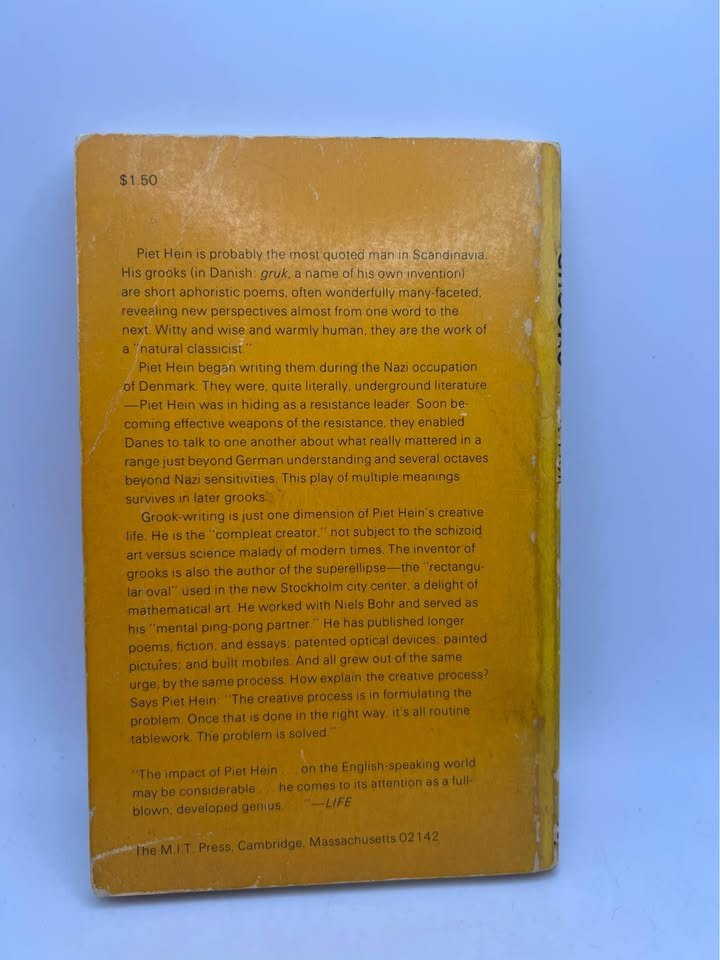 $1.50
Piet Hein is probably the most quoted man in Scandinavia.
His grooks (in Danish: gruk, a name of his own invention)
are short aphoristic poems, often wonderfully many-faceted,
revealing new perspectives almost from one word to the
next. Witty and wise and warmly human, they are the work of
a "natural classicist."
Piet Hein began writing them during the Nazi occupation
of Denmark. They were, quite literally, underground literature
—Piet Hein was in hiding as a resistance leader. Soon be-
coming effective weapons of the resistance, they enabled
Danes to talk to one another about what really mattered in a
range just beyond German understanding and several octaves
beyond Nazi sensitivities. This play of multiple meanings
survives in later grooks.
Grook-writing is just one dimension of Piet Hein's creative
life. He is the "compleat creator," not subject to the schizoid
art versus science malady of modern times. The inventor of
grooks is also the author of the superellipse—the "rectangu-
lar oval" used in the new Stockholm city center, a delight of
mathematical art. He worked with Niels Bohr and served as
his "mental ping-pong partner." He has published longer
poems, fiction, and essays; patented optical devices; painted
pictures; and built mobiles. And all grew out of the same
urge, by the same process. How explain the creative process?
Says Piet Hein: "The creative process is in formulating the
problem. Once that is done in the right way, it's all routine
tablework. The problem is solved."
"The impact of Piet Hein ... on the English-speaking world
may be considerable ... he comes to its attention as a full-
blown, developed genius. ..."—LIFE
The M.I.T. Press, Cambridge, Massachusetts 02142